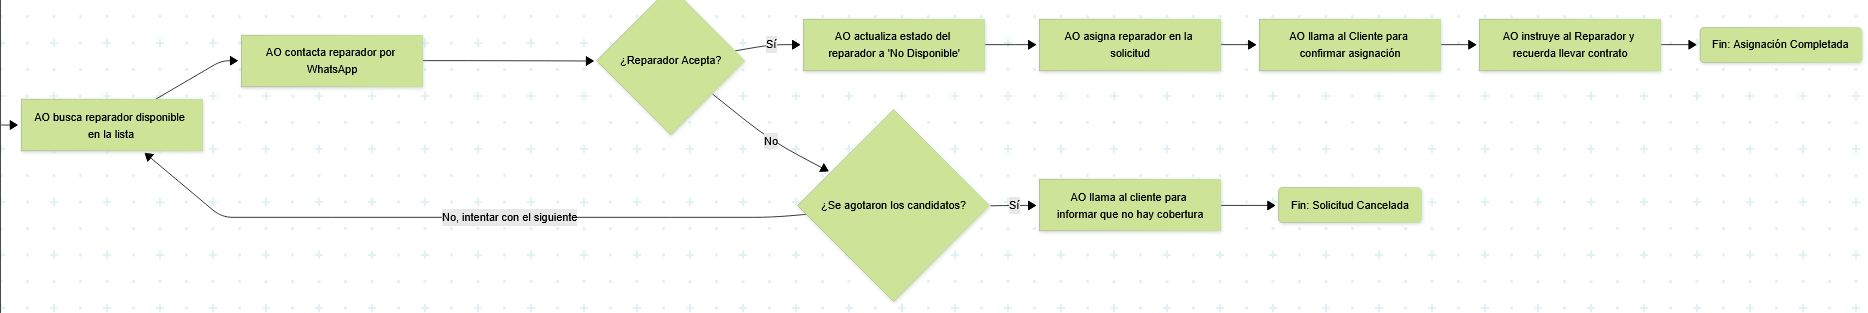 AO busca reparador disponible
en la lista
AO contacta reparador por
WhatsApp
¿Reparador Acepta?
Sí
AO actualiza estado del
reparador a 'No Disponible'
AO asigna reparador en la
solicitud
AO llama al Cliente para
confirmar asignación
AO instruye al Reparador y
recuerda llevar contrato
Fin: Asignación Completada
No
¿Se agotaron los candidatos?
No, intentar con el siguiente
Sí
AO llama al cliente para
informar que no hay cobertura
Fin: Solicitud Cancelada